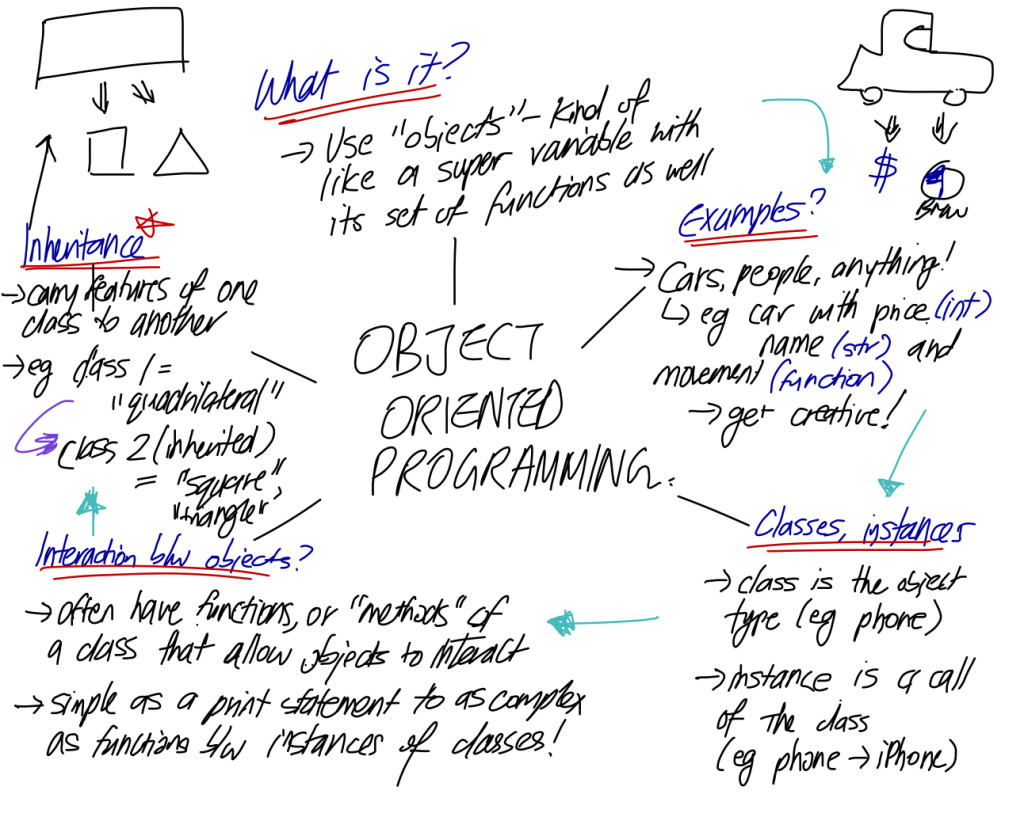 What is it?
→ Use "objects" - kind of
like a super variable with
its set of functions as well
$
Examples?
→ Cars, people, anything!
↳ eg car with price (int)
name (str) and
movement (function)
→ get creative!
Inheritance
→ carry features of one
class to another
→ eg class 1 =
"quadrilateral"
class 2 (inherited)
= "square"
"triangle"
OBJECT
ORIENTED
PROGRAMMING.
Classes, instances
→ class is the object
type (eg phone)
→ instance is a call
of the class
(eg phone → iPhone)
Interaction b/w objects?
→ often have functions, or "methods" of
a class that allow objects to interact
→ simple as a print statement to as complex
as functions b/w instances of classes!